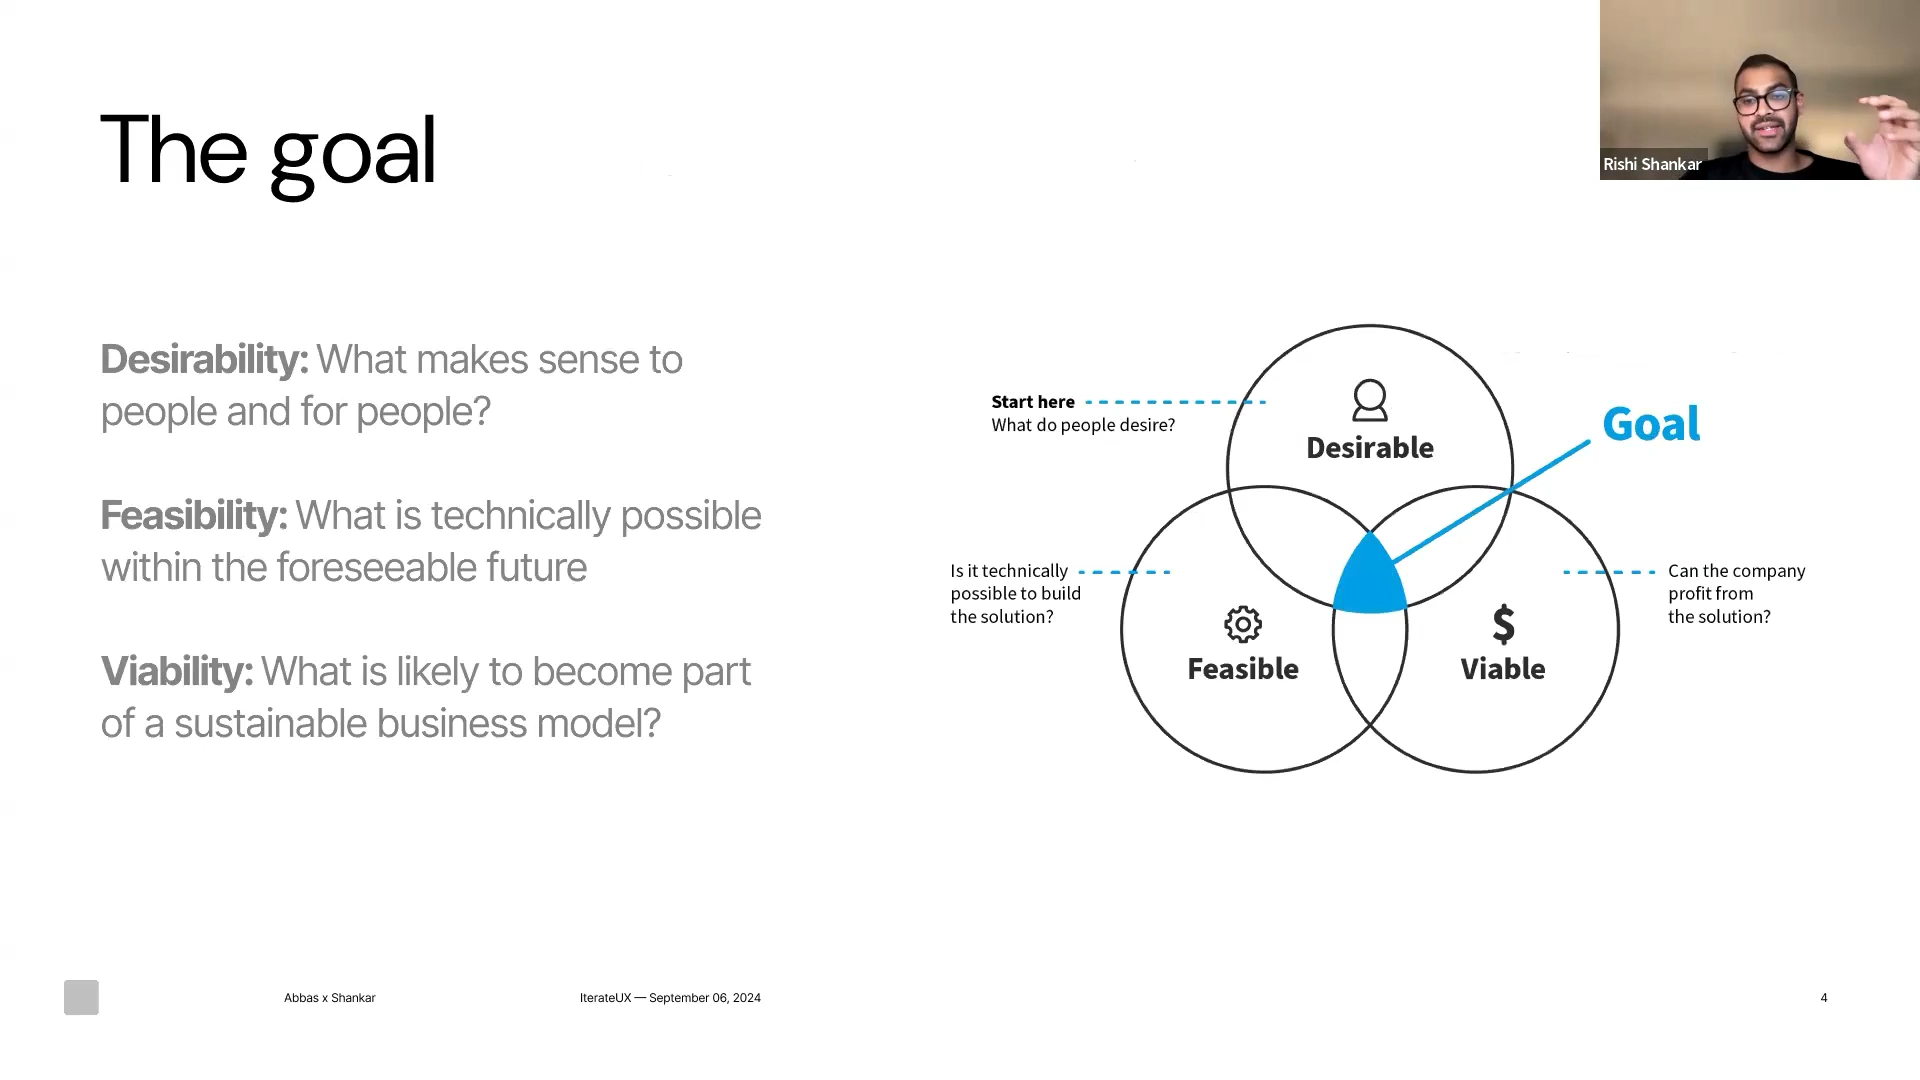 The goal
Rishi Shankar
Desirability: What makes sense to
people and for people?
Feasibility: What is technically possible
within the foreseeable future
Viability: What is likely to become part
of a sustainable business model?
Start here
What do people desire?
Desirable
Goal
Is it technically
possible to build
the solution?
Feasible
$
Viable
Can the company
profit from
the solution?
Abbas x Shankar
IterateUX — September 06, 2024
4